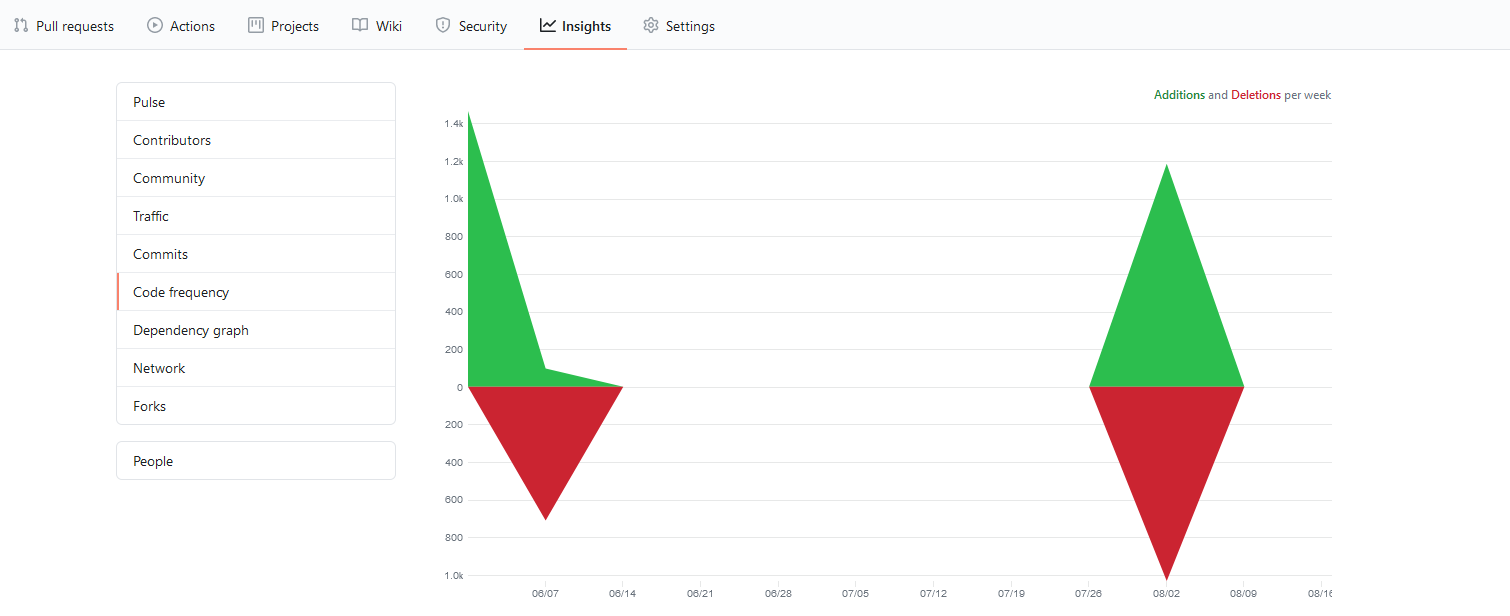 Pull requests Actions Projects Wiki Security Insights Settings
Pulse
Contributors
Community
Traffic
Commits
Code frequency
Dependency graph
Network
Forks
People
Additions and Deletions per week
1.4k
1.2k
1.0k
800
600
400
200
0
200
400
600
800
1.0k
06/07 06/14 06/21 06/28 07/05 07/12 07/19 07/26 08/02 08/09 08/16